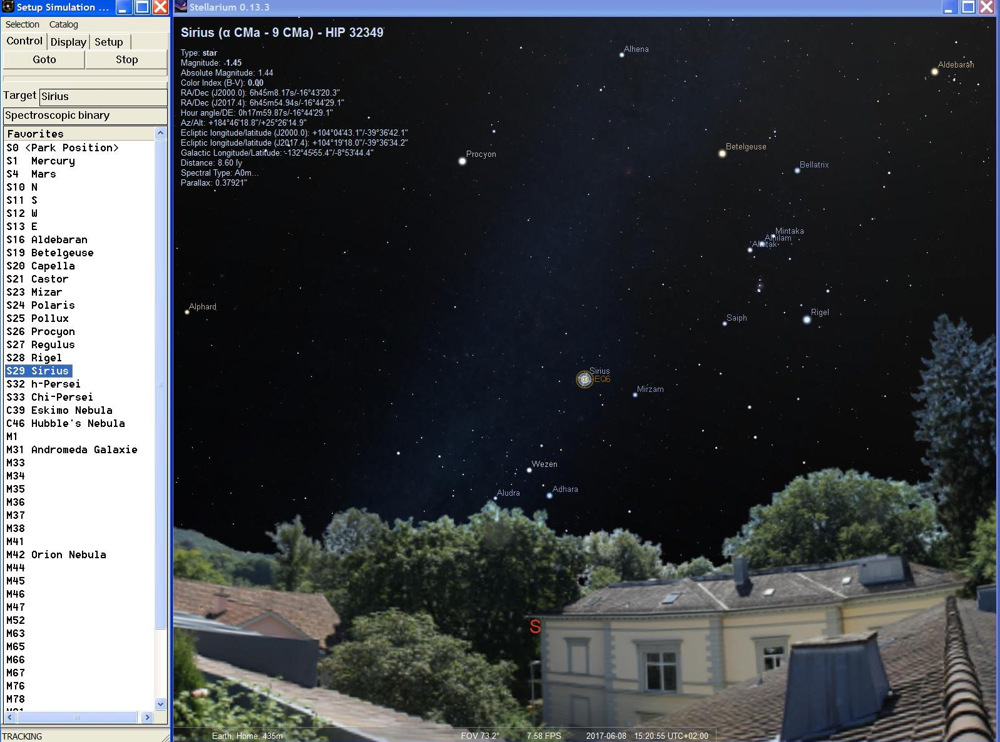 Setup Simulation ...
Selection Catalog
Control Display Setup
Goto Stop
Target Sirius
Spectroscopic binary
Favorites
S0 <Park Position>
S1 Mercury
S4 Mars
S10 N
S11 S
S12 W
S13 E
S16 Aldebaran
S19 Betelgeuse
S20 Capella
S21 Castor
S23 Mizar
S24 Polaris
S25 Pollux
S26 Procyon
S27 Regulus
S28 Rigel
S29 Sirius
S32 h-Persei
S33 Chi-Persei
C39 Eskimo Nebula
C46 Hubble's Nebula
M1
M31 Andromeda Galaxie
M33
M34
M35
M36
M37
M38
M41
M42 Orion Nebula
M44
M45
M46
M47
M52
M63
M65
M66
M67
M76
M78
TRACKING
Stellarium 0.13.3
Sirius (α CMa - 9 CMa) - HIP 32349
Type: star
Magnitude: -1.45
Absolute Magnitude: 1.44
Color Index (B-V): 0.00
RA/Dec (J2000.0): 6h45m8.17s/-16°43'20.3"
RA/Dec (J2017.4): 6h45m54.94s/-16°44'29.1"
Hour angle/DE: 0h17m59.87s/-16°44'29.1"
Az/Alt: +184°46'18.8"/+25°26'14.9"
Ecliptic longitude/latitude (J2000.0): +104°04'43.1"/-39°36'42.1"
Ecliptic longitude/latitude (J2017.4): +104°19'18.0"/-39°36'34.2"
Galactic Longitude/Latitude: -132°45'55.4"/-8°53'44.4"
Distance: 8.60 ly
Spectral Type: A0m...
Parallax: 0.37921"
Alhena
Aldebaran
Betelgeuse
Procyon
Bellatrix
Mintaka
Alnilam
Alnitak
Alphard
Rigel
Saiph
Sirius
EQ6
Mirzam
Wezen
Adhara
Aludra
S
Earth, Home, 435m FOV 73.2° 7.58 FPS 2017-06-08 15:20:55 UTC+02:00